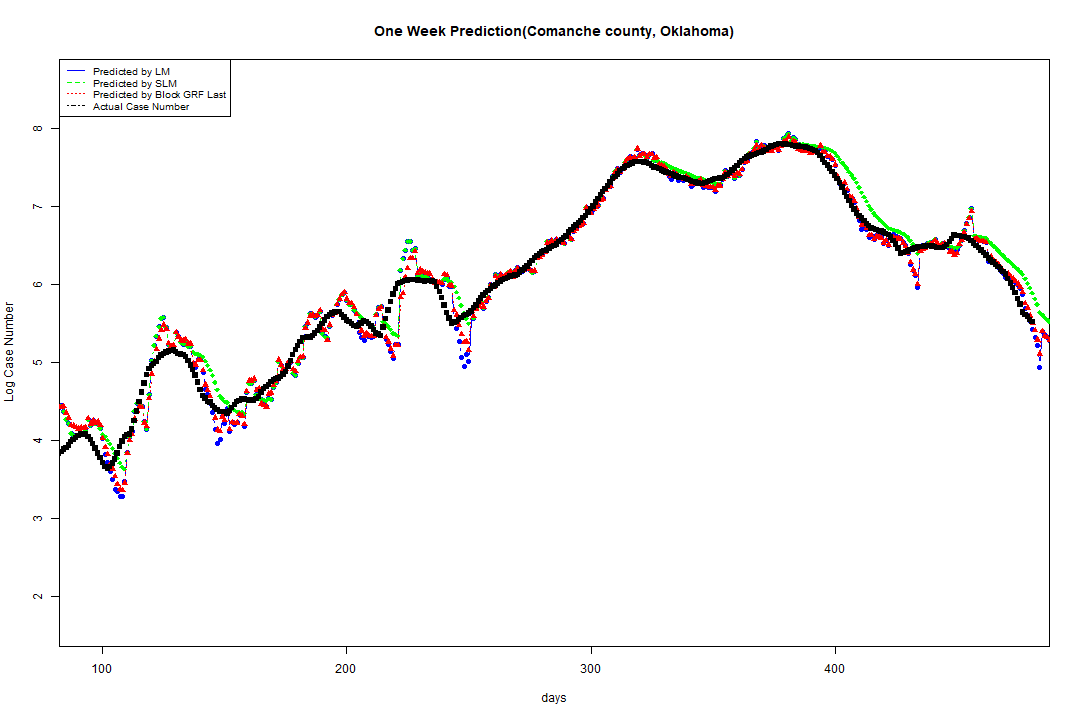 One Week Prediction(Comanche county, Oklahoma)
Predicted by LM
Predicted by SLM
Predicted by Block GRF Last
Actual Case Number
8
7
6
5
4
3
2
Log Case Number
100 200 300 400
days